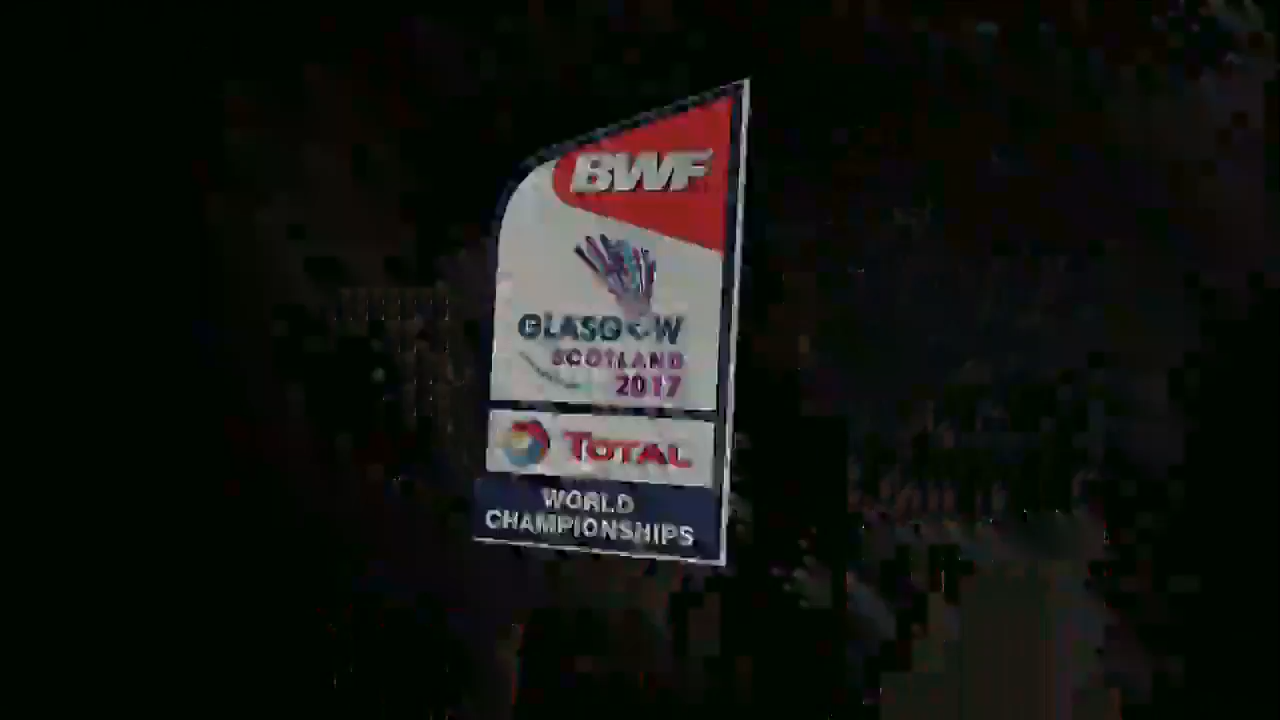 BWF
GLASGOW
SCOTLAND
2017
TOTAL
WORLD
CHAMPIONSHIPS